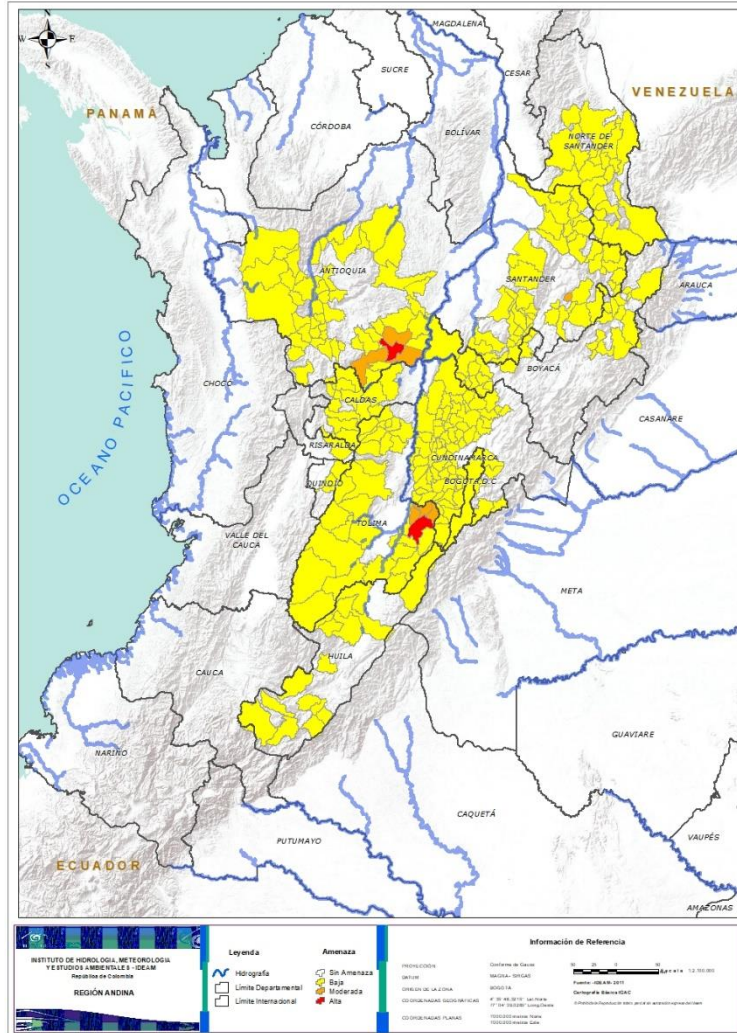 N
W
E
S
MAGDALENA
SUCRE
CESAR
VENEZUELA
PANAMÁ
CÓRDOBA
BOLÍVAR
NORTE DE
SANTANDER
ANTIOQUIA
SANTANDER
ARAUCA
OCEANO PACIFICO
CHOCÓ
BOYACÁ
CALDAS
CASANARE
RISARALDA
CUNDINAMARCA
QUINDIO
BOGOTÁ D.C
TOLIMA
VALLE DEL
CAUCA
META
HUILA
CAUCA
GUAVIARE
NARIÑO
CAQUETÁ
PUTUMAYO
VAUPÉS
ECUADOR
AMAZONAS
INSTITUTO DE HIDROLOGIA, METEOROLOGIA
Y ESTUDIOS AMBIENTALES - IDEAM
República de Colombia
REGIÓN ANDINA
Leyenda
Hidrografía
Límite Departamental
Límite Internacional
Amenaza
Sin Amenaza
Baja
Moderada
Alta
Información de Referencia
PROYECCIÓN
Conforme de Gauss
DATUM
MAGNA - SIRGAS
ORIGEN DE LA ZONA
BOGOTÁ
COORDENADAS GEOGRÁFICAS
COORDENADAS PLANAS
Fuente: -IDEAM- 2011
Cartografía Básica IGAC